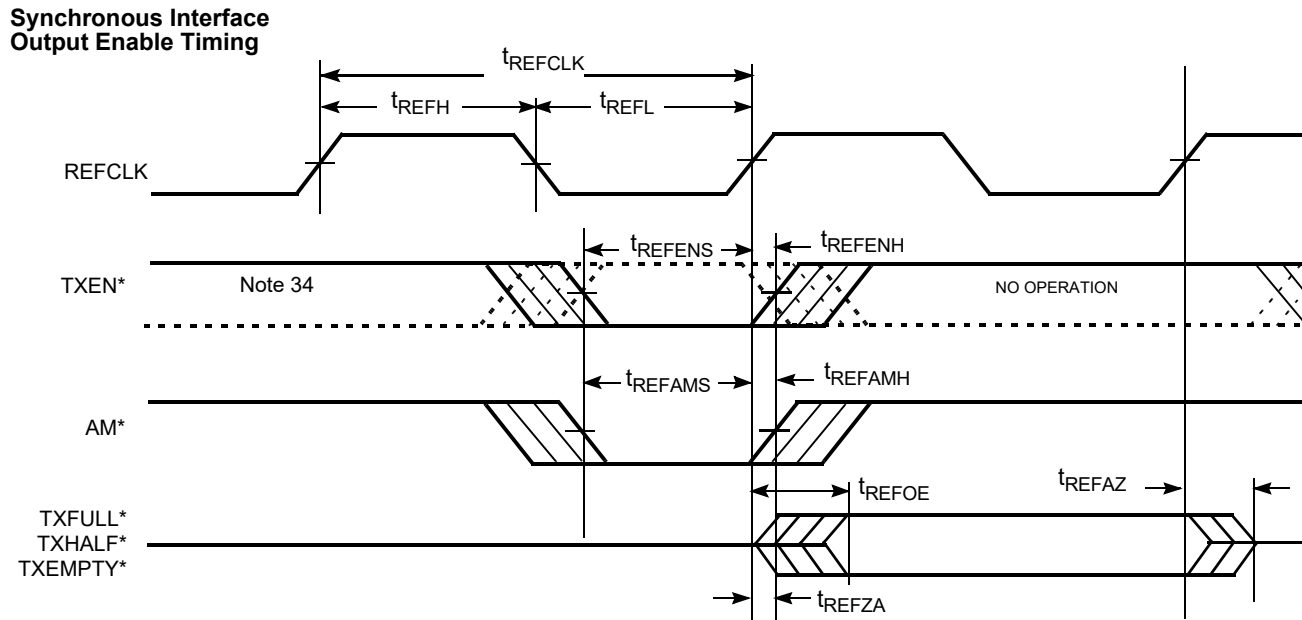 Synchronous Interface
Output Enable Timing
tREFCLK
tREFH
tREFL
REFCLK
tREFENS
tREFENH
TXEN*
Note 34
NO OPERATION
tREFAMS
tREFAMH
AM*
tREFOE
tREFAZ
TXFULL*
TXHALF*
TXEMPTY*
tREFZA